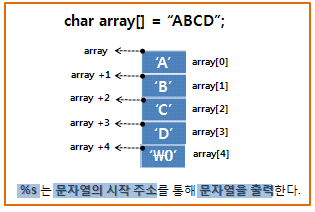 char array[] = “ABCD”;
array
‘A’ array[0]
array +1
‘B’ array[1]
array +2
‘C’ array[2]
array +3
‘D’ array[3]
array +4
‘₩0’ array[4]
%s 는 문자열의 시작 주소를 통해 문자열을 출력한다.